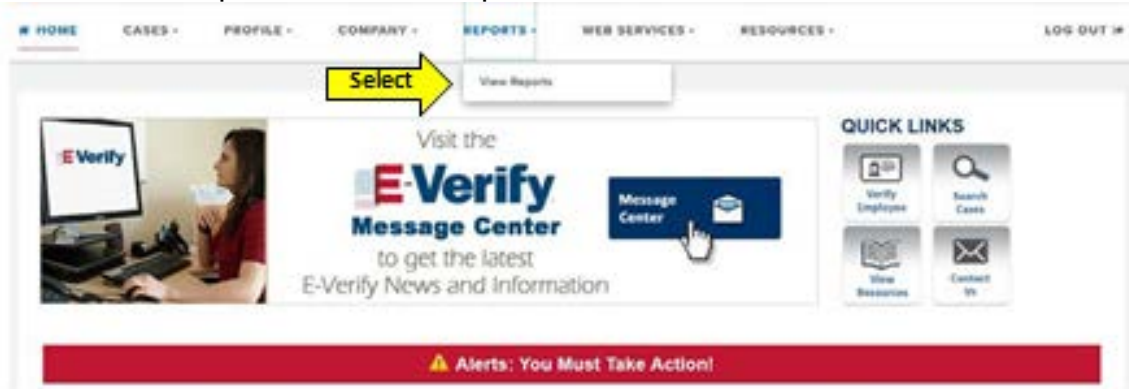 HOME CASES PROFILE COMPANY REPORTS WEB SERVICES RESOURCES LOG OUT
Select
View Reports
E-Verify
Visit the
E-Verify
Message Center
to get the latest
E-Verify News and Information
Message
Center
QUICK LINKS
Verify
Employee
Search
Cases
View
Resources
Contact
Us
Alerts: You Must Take Action!